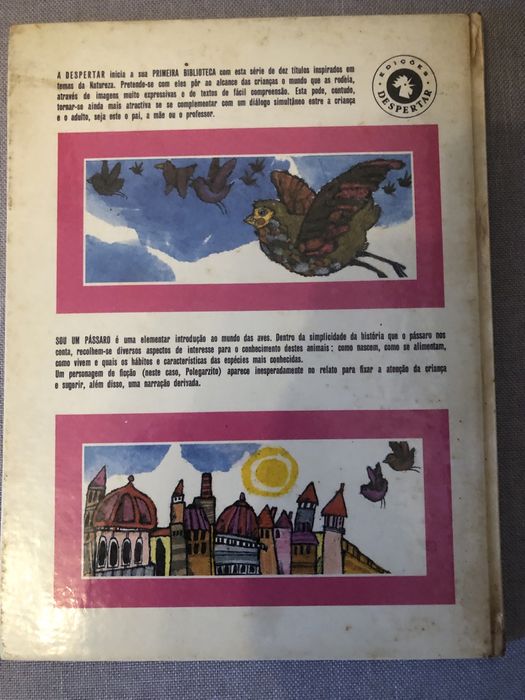 A DESPERTAR inicia a sua PRIMEIRA BIBLIOTECA com esta série de dez títulos inspirados em
temas da Natureza. Pretende-se com eles pôr ao alcance das crianças o mundo que as rodeia,
através de imagens muito expressivas e de textos de fácil compreensão. Esta pode, contudo,
tornar-se ainda mais atractiva se se complementar com um diálogo simultâneo entre a criança
e o adulto, seja este o pai, a mãe ou o professor.
EDIÇÕES
DESPERTAR
SOU UM PÁSSARO é uma elementar introdução ao mundo das aves. Dentro da simplicidade da história que o pássaro nos
conta, recolhem-se diversos aspectos de interesse para o conhecimento destes animais: como nascem, como se alimentam,
como vivem e quais os hábitos e características das espécies mais conhecidas.
Um personagem de ficção (neste caso, Polegarzito) aparece inesperadamente no relato para fixar a atenção da criança
e sugerir, além disso, uma narração derivada.